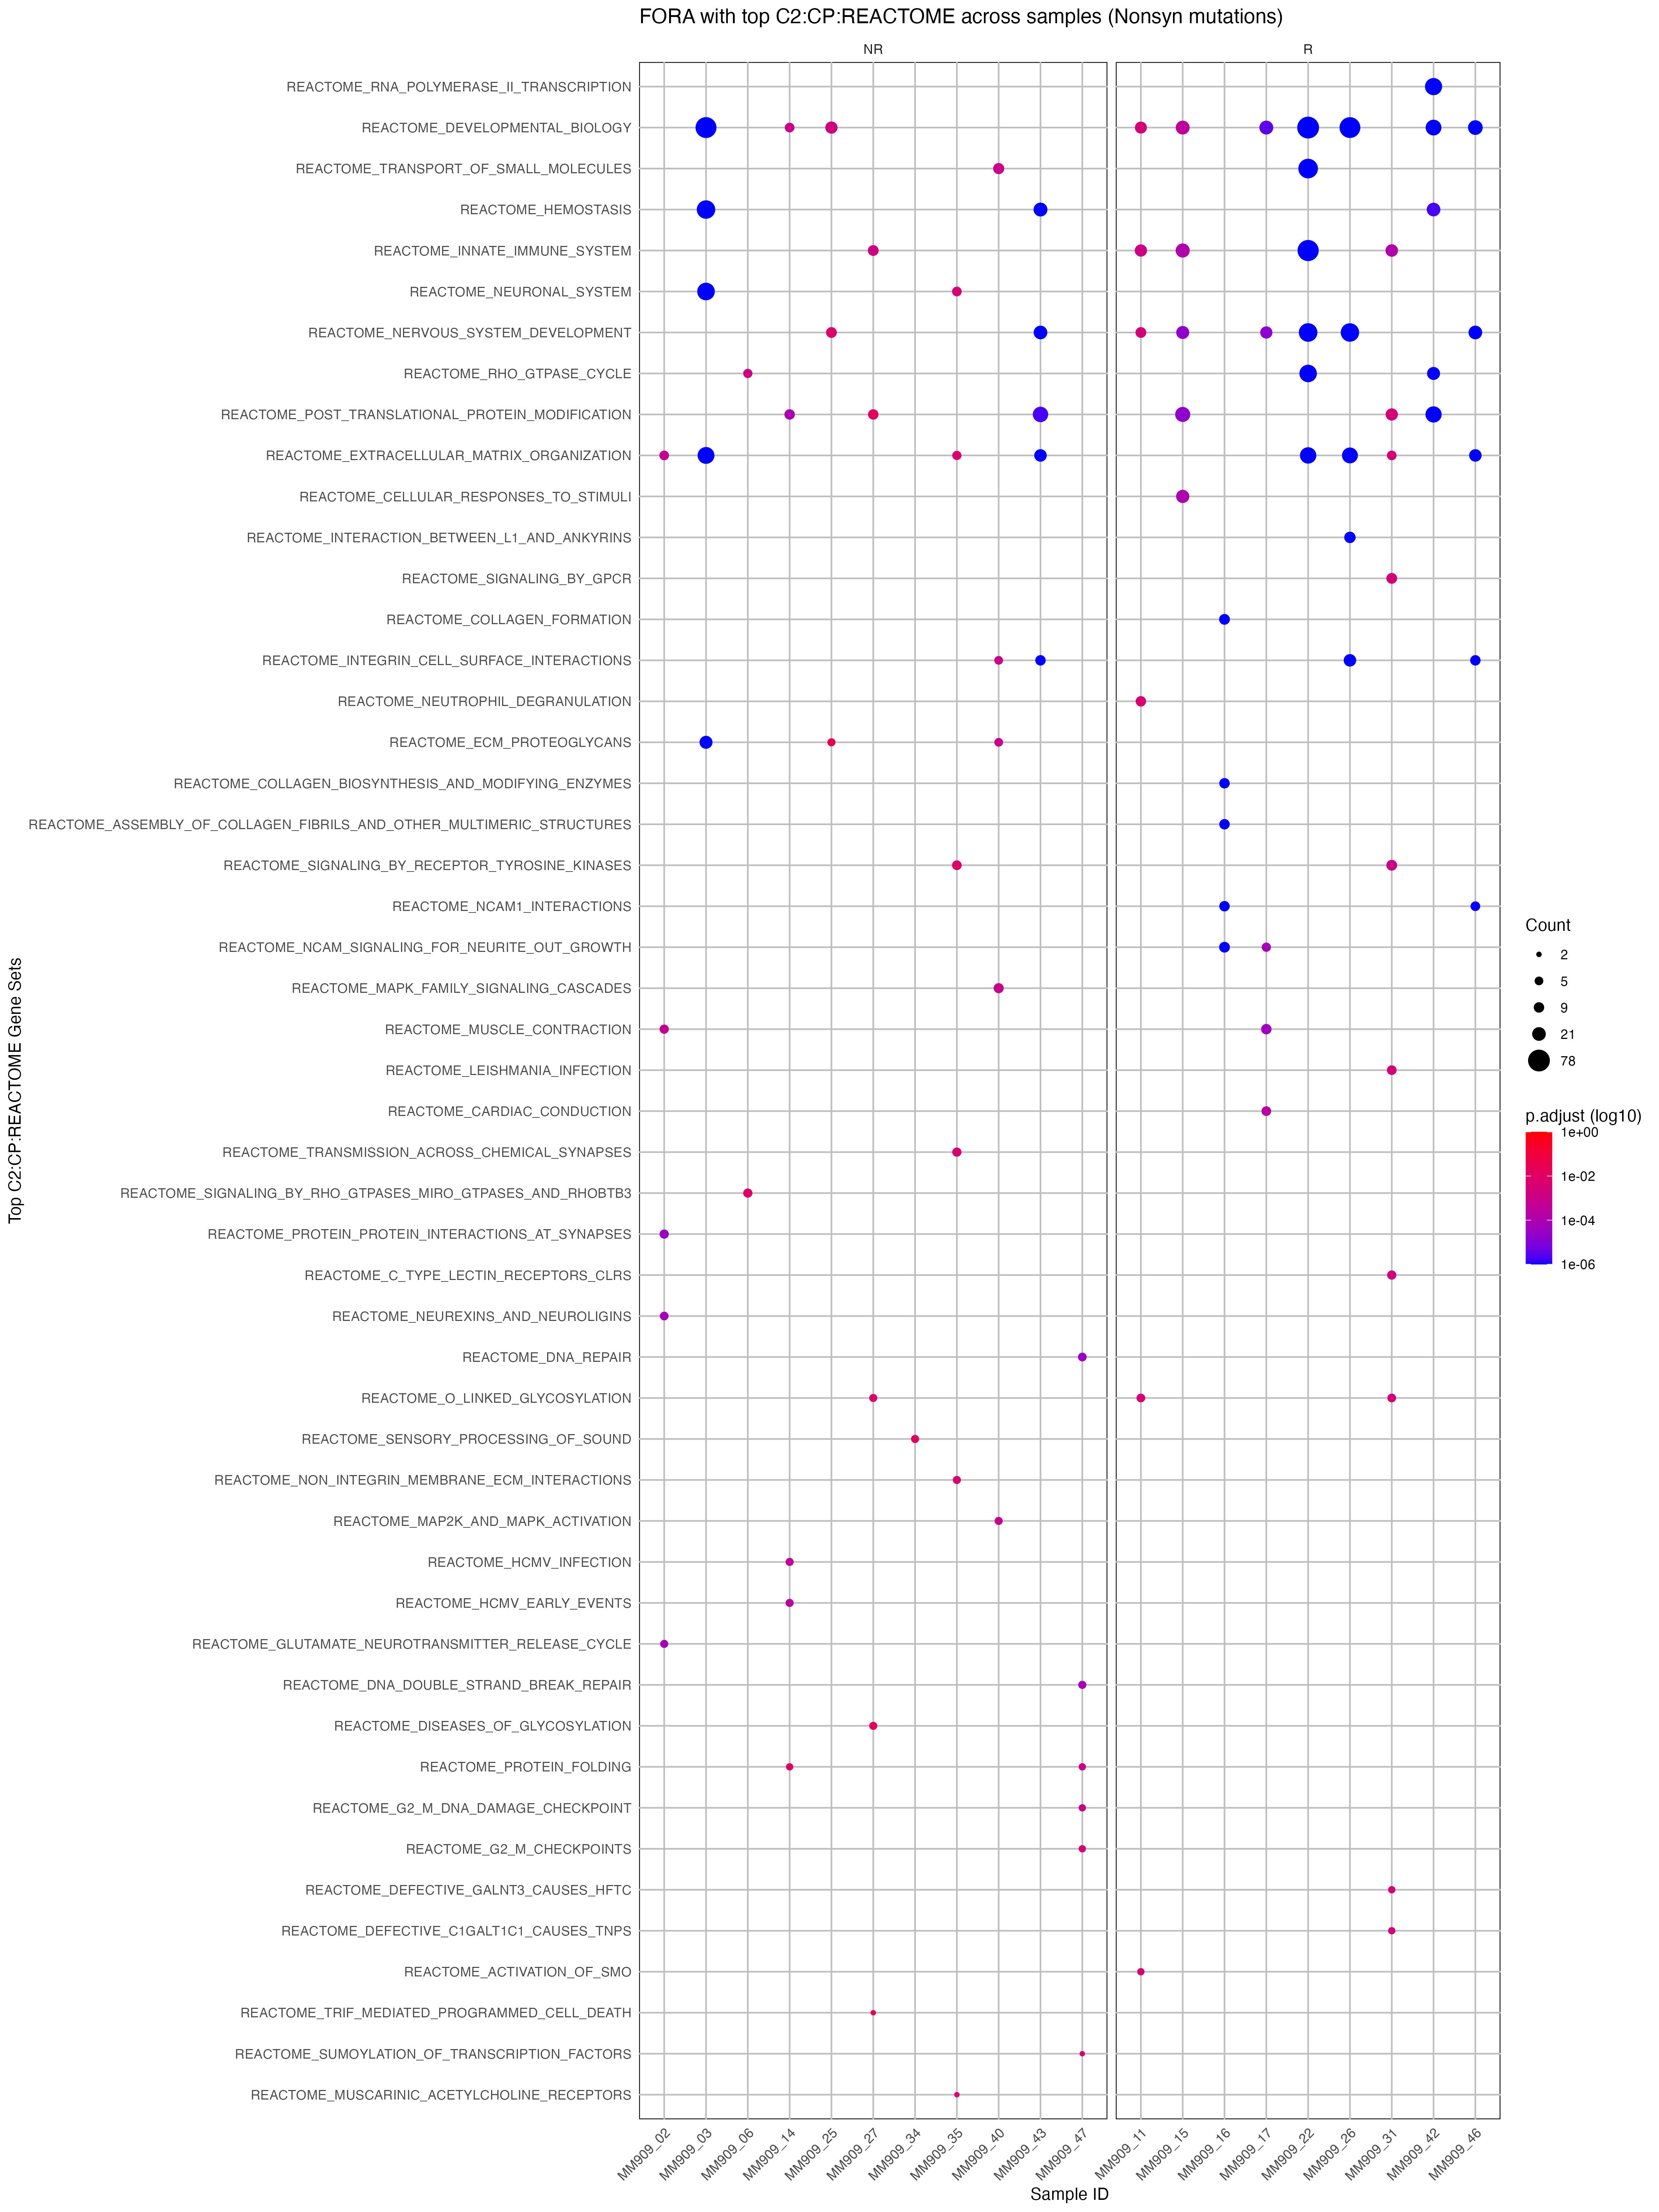 FORA with top C2:CP:REACTOME across samples (Nonsyn mutations)
NR
R
REACTOME_RNA_POLYMERASE_II_TRANSCRIPTION
REACTOME_DEVELOPMENTAL_BIOLOGY
REACTOME_TRANSPORT_OF_SMALL_MOLECULES
REACTOME_HEMOSTASIS
REACTOME_INNATE_IMMUNE_SYSTEM
REACTOME_NEURONAL_SYSTEM
REACTOME_NERVOUS_SYSTEM_DEVELOPMENT
REACTOME_RHO_GTPASE_CYCLE
REACTOME_POST_TRANSLATIONAL_PROTEIN_MODIFICATION
REACTOME_EXTRACELLULAR_MATRIX_ORGANIZATION
REACTOME_CELLULAR_RESPONSES_TO_STIMULI
REACTOME_INTERACTION_BETWEEN_L1_AND_ANKYRINS
REACTOME_SIGNALING_BY_GPCR
REACTOME_COLLAGEN_FORMATION
REACTOME_INTEGRIN_CELL_SURFACE_INTERACTIONS
REACTOME_NEUTROPHIL_DEGRANULATION
REACTOME_ECM_PROTEOGLYCANS
REACTOME_COLLAGEN_BIOSYNTHESIS_AND_MODIFYING_ENZYMES
REACTOME_ASSEMBLY_OF_COLLAGEN_FIBRILS_AND_OTHER_MULTIMERIC_STRUCTURES
REACTOME_SIGNALING_BY_RECEPTOR_TYROSINE_KINASES
REACTOME_NCAM1_INTERACTIONS
REACTOME_NCAM_SIGNALING_FOR_NEURITE_OUT_GROWTH
REACTOME_MAPK_FAMILY_SIGNALING_CASCADES
REACTOME_MUSCLE_CONTRACTION
REACTOME_LEISHMANIA_INFECTION
REACTOME_CARDIAC_CONDUCTION
REACTOME_TRANSMISSION_ACROSS_CHEMICAL_SYNAPSES
REACTOME_SIGNALING_BY_RHO_GTPASES_MIRO_GTPASES_AND_RHOBTB3
REACTOME_PROTEIN_PROTEIN_INTERACTIONS_AT_SYNAPSES
REACTOME_C_TYPE_LECTIN_RECEPTORS_CLRS
REACTOME_NEUREXINS_AND_NEUROLIGINS
REACTOME_DNA_REPAIR
REACTOME_O_LINKED_GLYCOSYLATION
REACTOME_SENSORY_PROCESSING_OF_SOUND
REACTOME_NON_INTEGRIN_MEMBRANE_ECM_INTERACTIONS
REACTOME_MAP2K_AND_MAPK_ACTIVATION
REACTOME_HCMV_INFECTION
REACTOME_HCMV_EARLY_EVENTS
REACTOME_GLUTAMATE_NEUROTRANSMITTER_RELEASE_CYCLE
REACTOME_DNA_DOUBLE_STRAND_BREAK_REPAIR
REACTOME_DISEASES_OF_GLYCOSYLATION
REACTOME_PROTEIN_FOLDING
REACTOME_G2_M_DNA_DAMAGE_CHECKPOINT
REACTOME_G2_M_CHECKPOINTS
REACTOME_DEFECTIVE_GALNT3_CAUSES_HFTC
REACTOME_DEFECTIVE_C1GALT1C1_CAUSES_TNPS
REACTOME_ACTIVATION_OF_SMO
REACTOME_TRIF_MEDIATED_PROGRAMMED_CELL_DEATH
REACTOME_SUMOYLATION_OF_TRANSCRIPTION_FACTORS
REACTOME_MUSCARINIC_ACETYLCHOLINE_RECEPTORS
Top C2:CP:REACTOME Gene Sets
MM909_02
MM909_03
MM909_06
MM909_14
MM909_25
MM909_27
MM909_34
MM909_35
MM909_40
MM909_43
MM909_47
MM909_11
MM909_15
MM909_16
MM909_17
MM909_22
MM909_26
MM909_31
MM909_42
MM909_46
Sample ID
Count
2
5
9
21
78
p.adjust (log10)
1e+00
1e-02
1e-04
1e-06